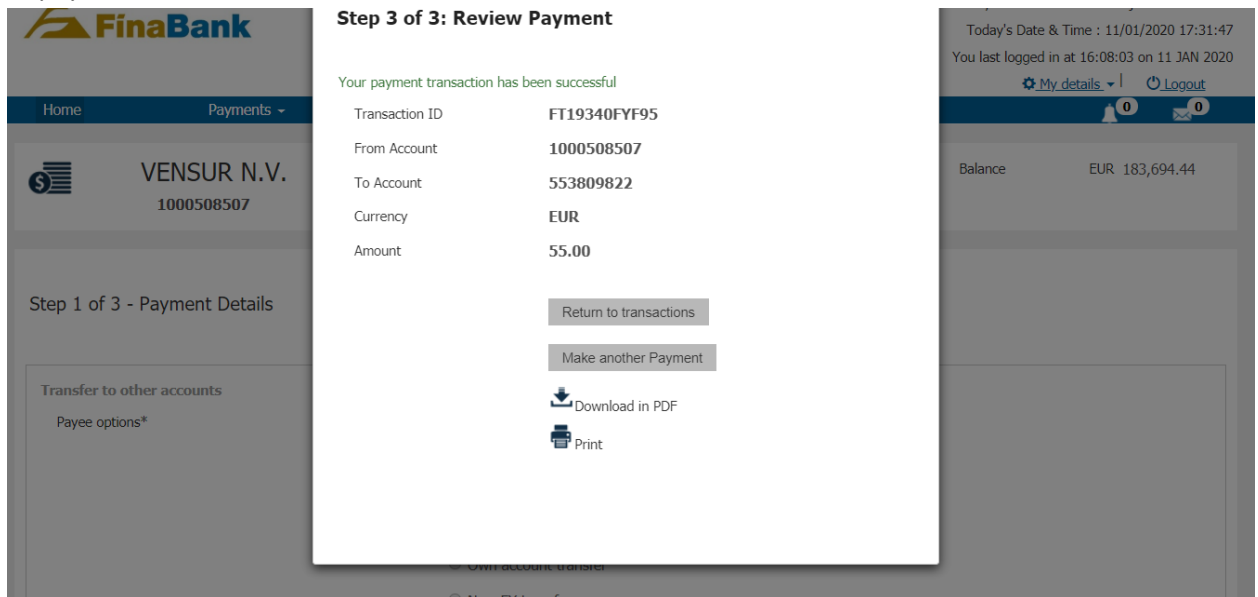 FinaBank
Step 3 of 3: Review Payment
Today's Date & Time : 11/01/2020 17:31:47
You last logged in at 16:08:03 on 11 JAN 2020
My details
Logout
Your payment transaction has been successful
Home
Payments
0
0
Transaction ID FT19340FYF95
From Account 1000508507
To Account 553809822
Currency EUR
Amount 55.00
VENSUR N.V.
1000508507
Balance EUR 183,694.44
Return to transactions
Make another Payment
Download in PDF
Print
Step 1 of 3 - Payment Details
Transfer to other accounts
Payee options*
Own account transfer